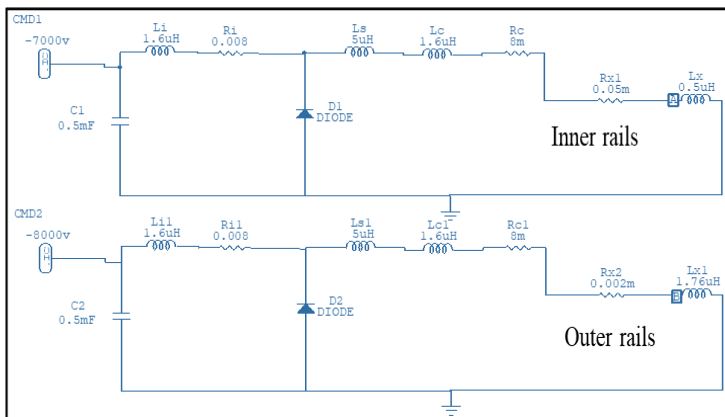 CMD1
-7000v
Li
1.6uH
Ri
0.008
Ls
5uH
Lc
1.6uH
Rc
8m
C1
0.5mF
D1
DIODE
Rx1
0.05m
A
Lx
0.5uH
Inner rails
CMD2
-8000v
Li1
1.6uH
Ri1
0.008
Ls1
5uH
Lc1
1.6uH
Rc1
8m
C2
0.5mF
D2
DIODE
Rx2
0.002m
B
Lx1
1.76uH
Outer rails